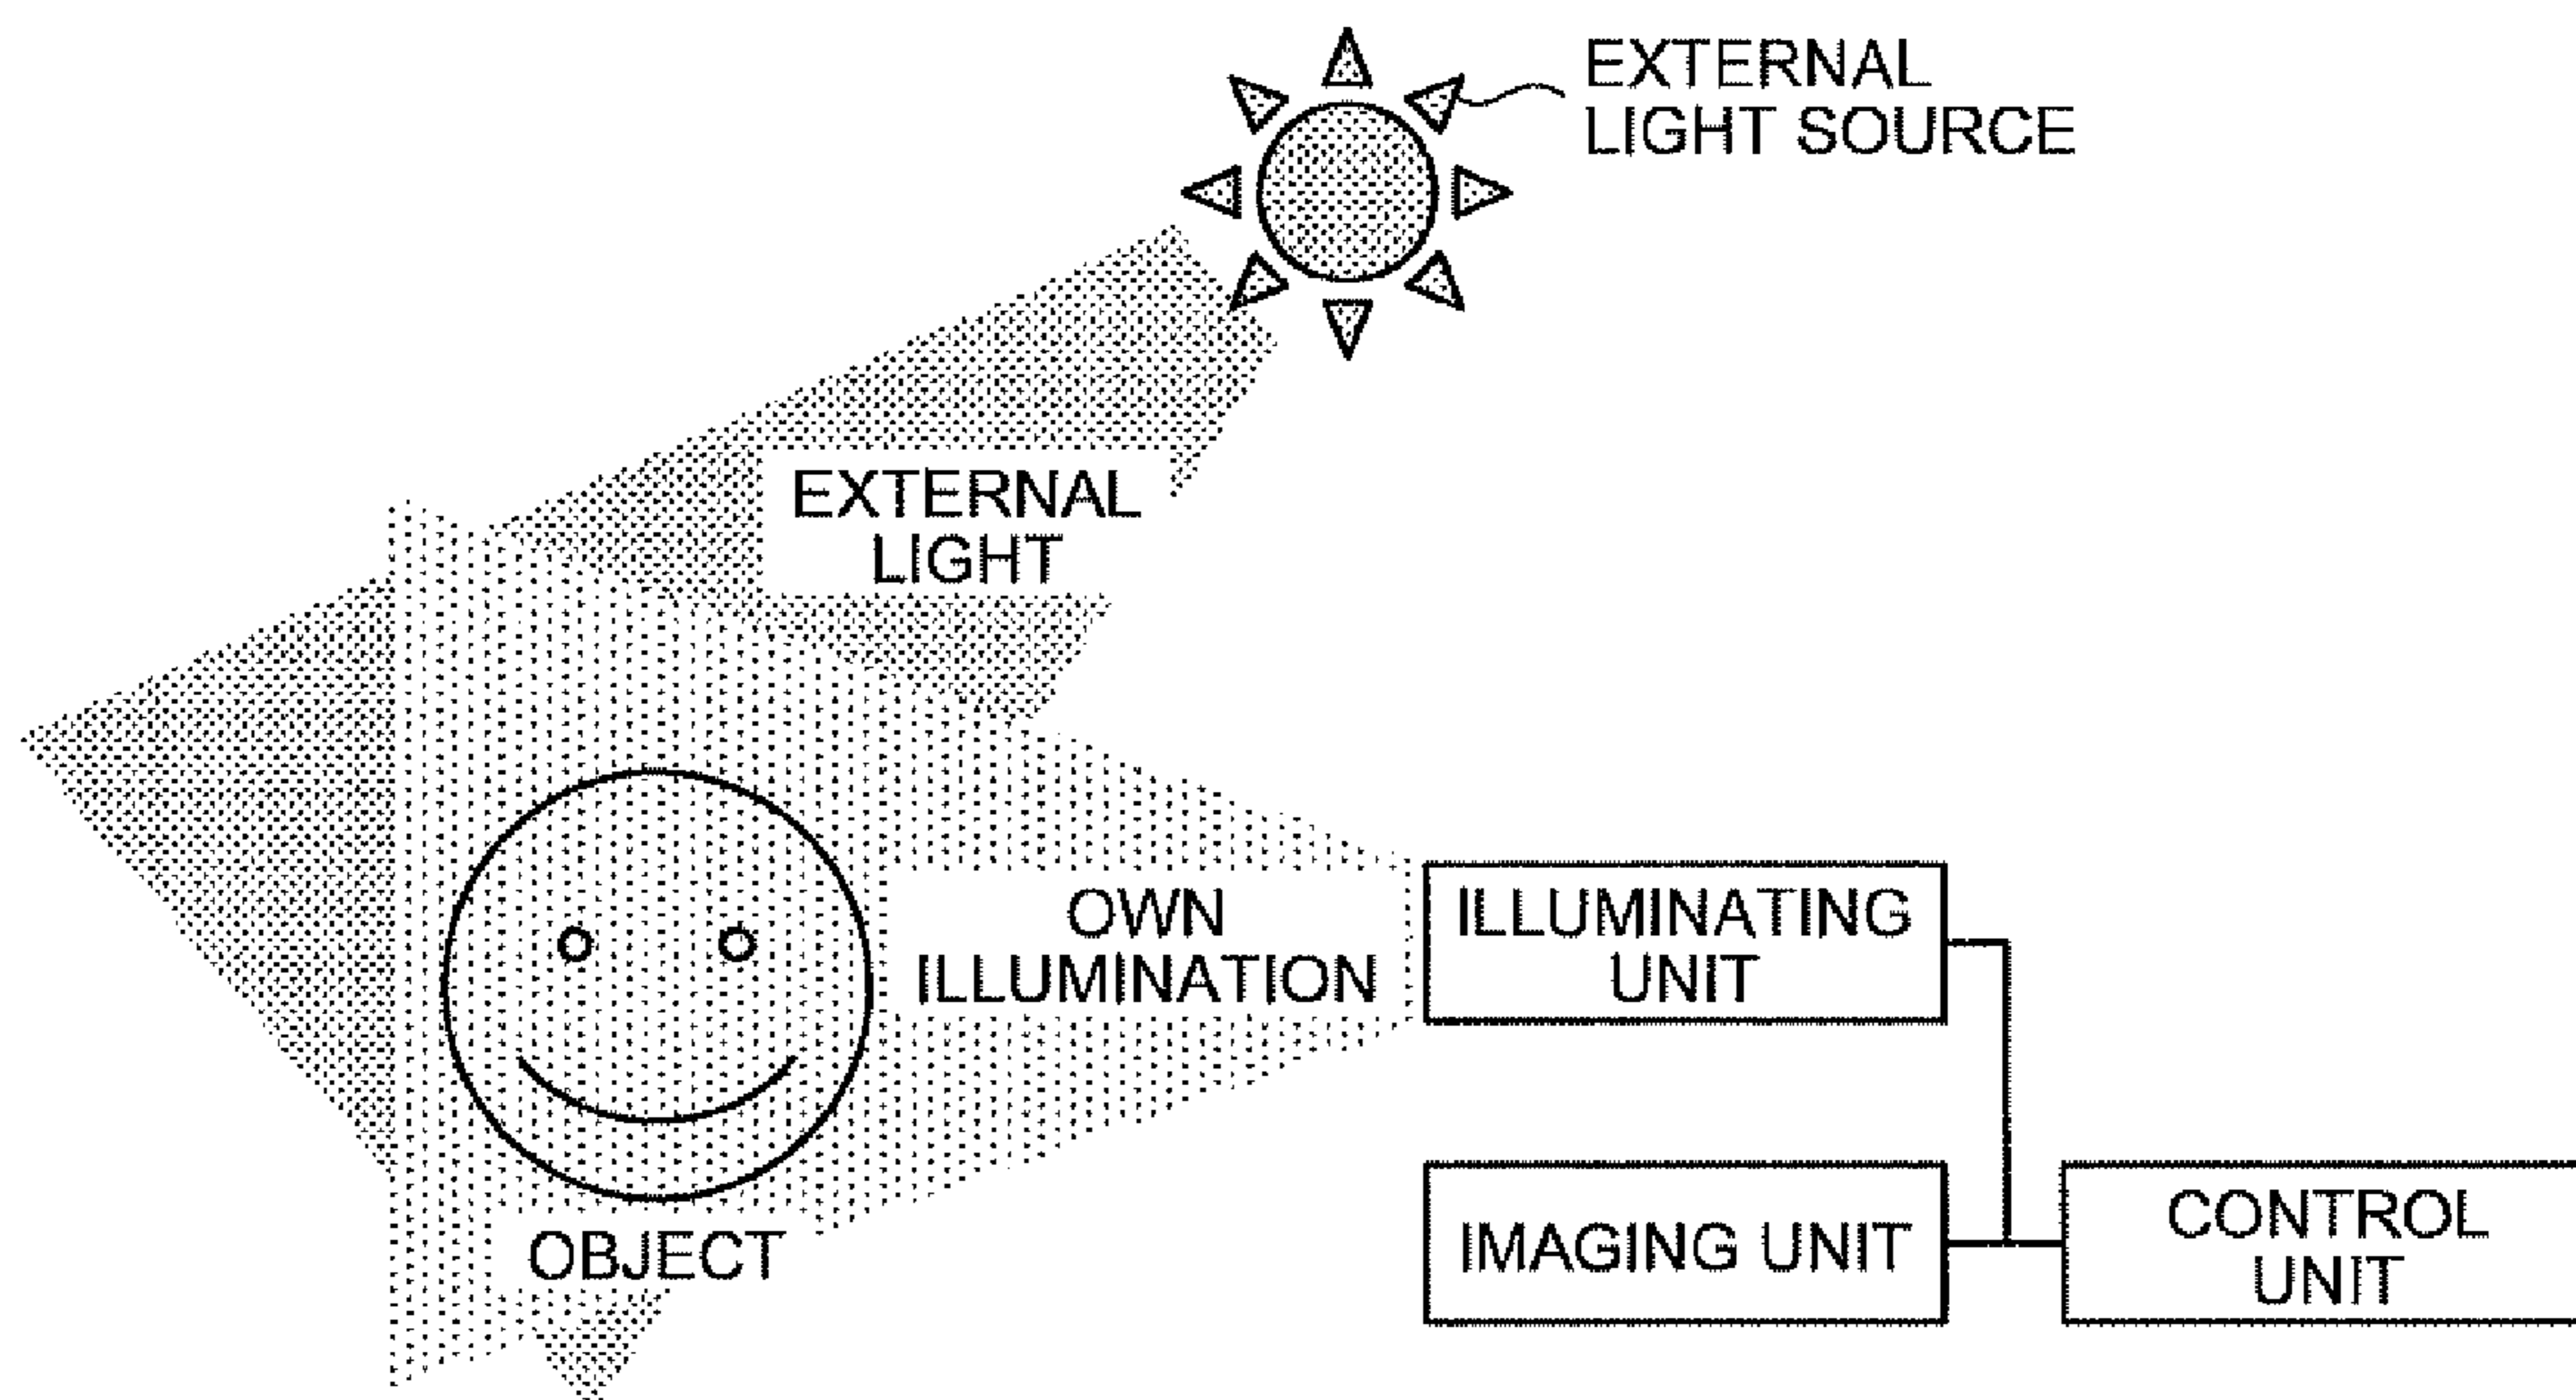 EXTERNAL
LIGHT SOURCE
EXTERNAL
LIGHT
OWN
ILLUMINATION
ILLUMINATING
UNIT
OBJECT
IMAGING UNIT
CONTROL
UNIT